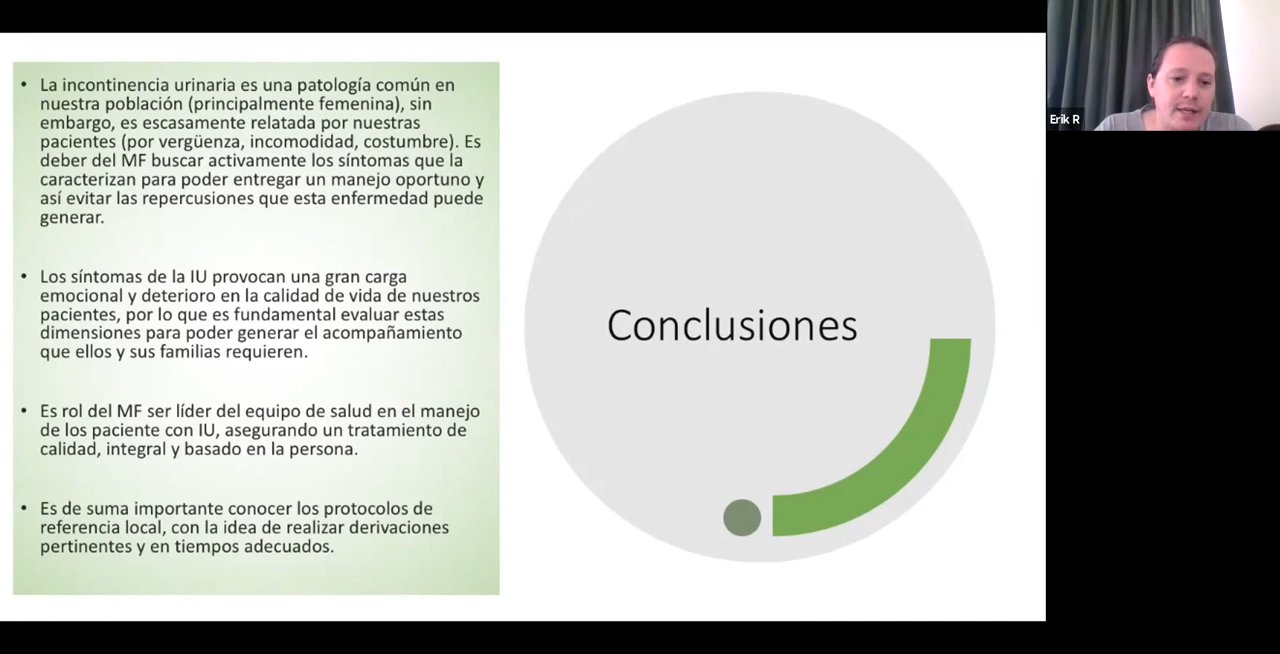 • La incontinencia urinaria es una patología común en
nuestra población (principalmente femenina), sin
embargo, es escasamente relatada por nuestras
pacientes (por vergüenza, incomodidad, costumbre). Es
deber del MF buscar activamente los síntomas que la
caracterizan para poder entregar un manejo oportuno y
así evitar las repercusiones que esta enfermedad puede
generar.
• Los síntomas de la IU provocan una gran carga
emocional y deterioro en la calidad de vida de nuestros
pacientes, por lo que es fundamental evaluar estas
dimensiones para poder generar el acompañamiento
que ellos y sus familias requieren.
• Es rol del MF ser líder del equipo de salud en el manejo
de los paciente con IU, asegurando un tratamiento de
calidad, integral y basado en la persona.
• Es de suma importante conocer los protocolos de
referencia local, con la idea de realizar derivaciones
pertinentes y en tiempos adecuados.
Conclusiones
Erik R